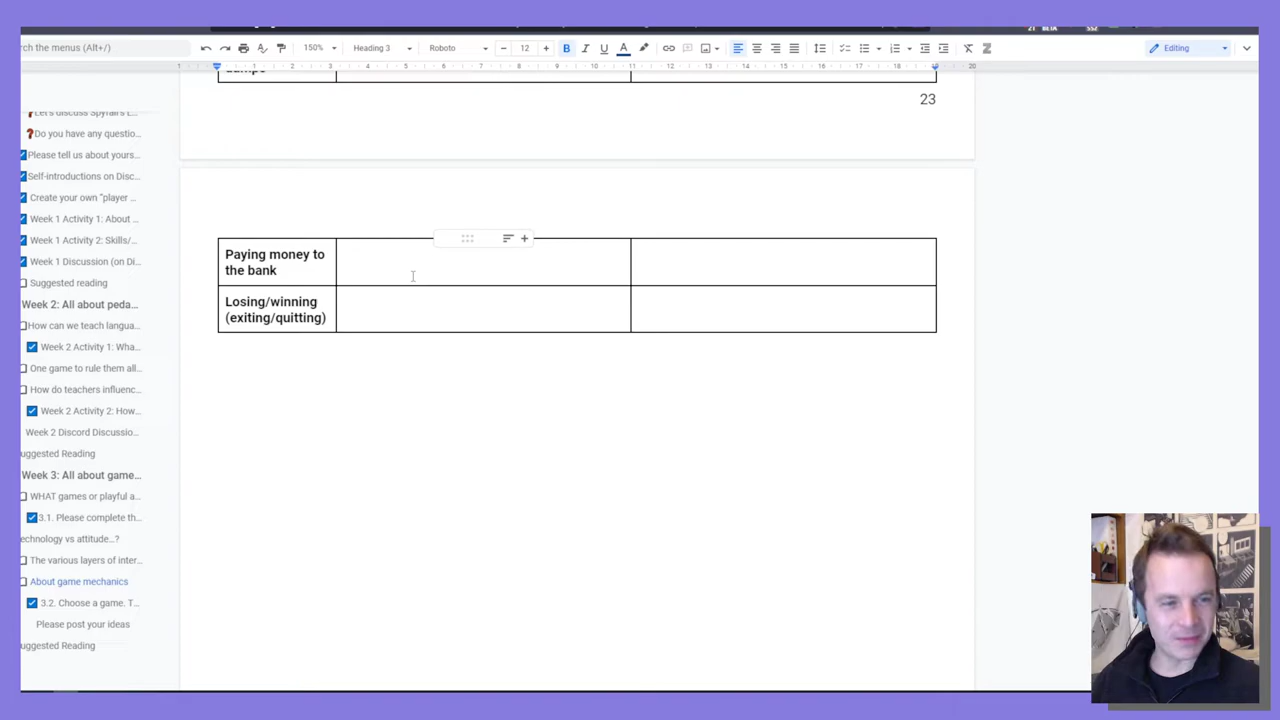 rch the menus (Alt+/)
150%
Heading 3
Roboto
12
Editing
23
Do you have any questio...
Please tell us about yours...
Self-introductions on Disc...
Create your own "player ...
Week 1 Activity 1: About ...
Week 1 Activity 2: Skills/...
Week 1 Discussion (on Di...
Suggested reading
Week 2: All about peda...
How can we teach langua...
Week 2 Activity 1: Wha...
One game to rule them all...
How do teachers influenc...
Week 2 Activity 2: How...
Week 2 Discord Discussio...
uggested Reading
Week 3: All about game...
WHAT games or playful a...
3.1. Please complete th...
echnology vs attitude...?
The various layers of inter...
About game mechanics
3.2. Choose a game. T...
Please post your ideas
uggested Reading
Paying money to
the bank
Losing/winning
(exiting/quitting)